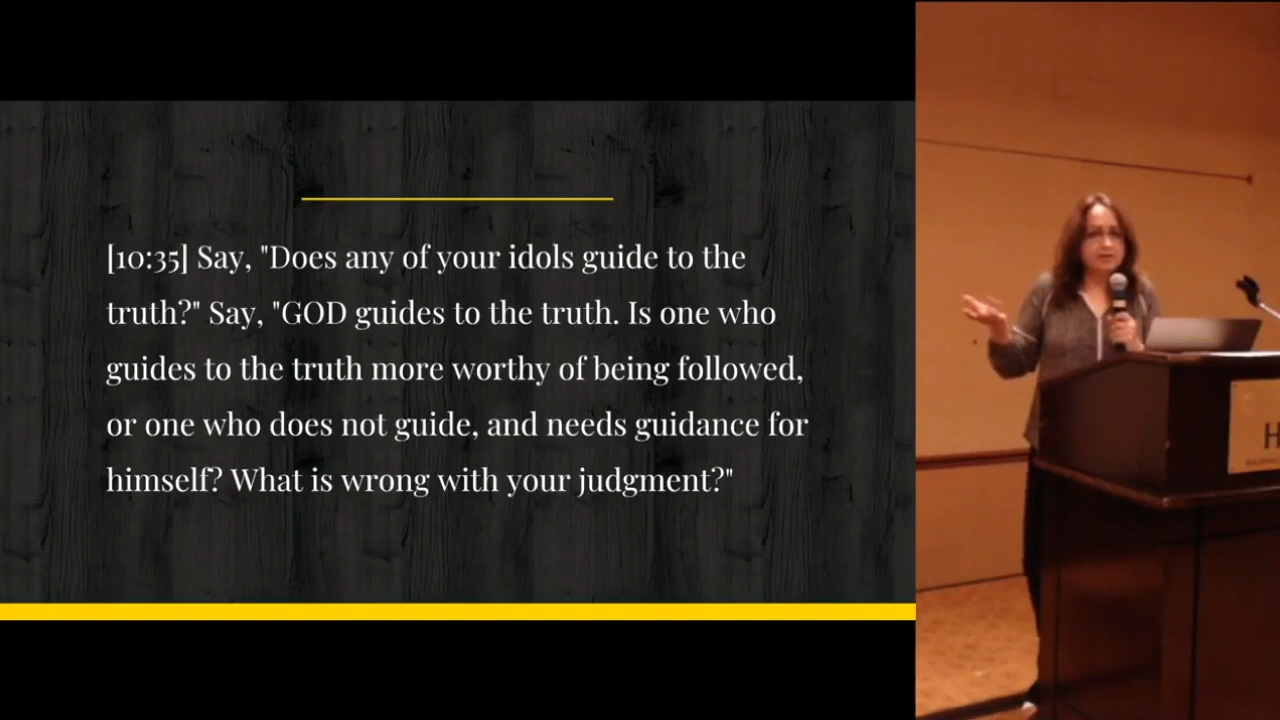 [10:35] Say, "Does any of your idols guide to the
truth?" Say, "GOD guides to the truth. Is one who
guides to the truth more worthy of being followed,
or one who does not guide, and needs guidance for
himself? What is wrong with your judgment?"
H